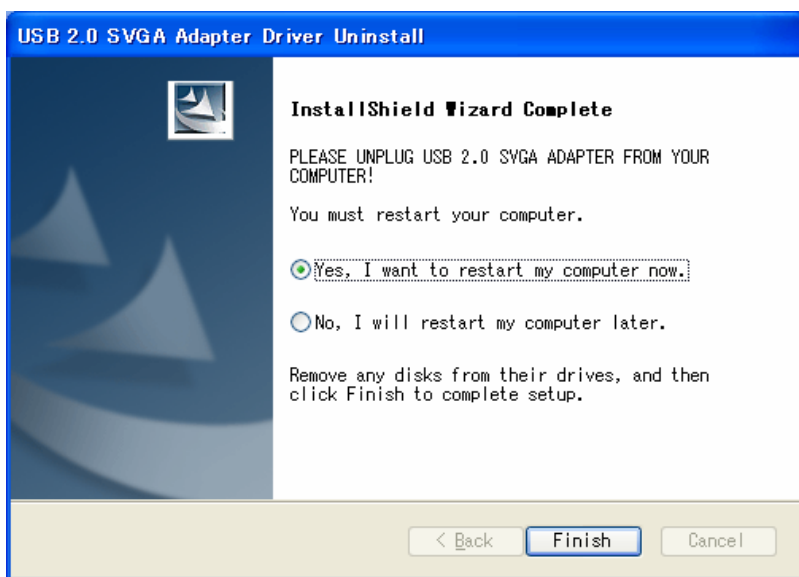 USB 2.0 SVGA Adapter Driver Uninstall
InstallShield Wizard Complete
PLEASE UNPLUG USB 2.0 SVGA ADAPTER FROM YOUR
COMPUTER!
You must restart your computer.
Yes, I want to restart my computer now.
No, I will restart my computer later.
Remove any disks from their drives, and then
click Finish to complete setup.
< Back
Finish
Cancel